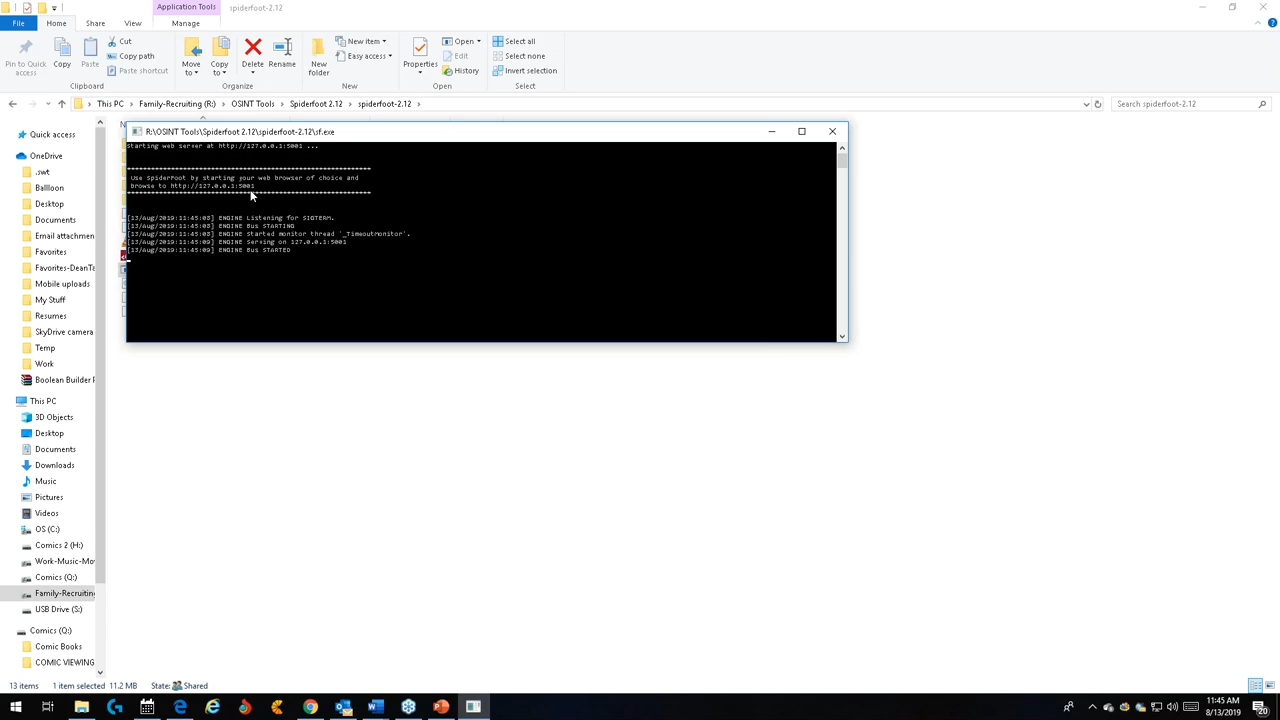 Application Tools
spiderfoot-2.12
File
Home
Share
View
Manage
Pin to Quick access
Copy
Paste
Cut
Copy path
Paste shortcut
Clipboard
Move to
Copy to
Delete
Rename
Organize
New folder
New item
Easy access
New
Properties
Open
Edit
History
Open
Select all
Select none
Invert selection
Select
This PC
Family-Recruiting (R:)
OSINT Tools
Spiderfoot 2.12
spiderfoot-2.12
Search spiderfoot-2.12
R:\OSINT Tools\Spiderfoot 2.12\spiderfoot-2.12\sf.exe
Starting web server at http://127.0.0.1:5001 ...
*******************************************************************
Use SpiderFoot by starting your web browser of choice and
browse to http://127.0.0.1:5001
*******************************************************************
[13/Aug/2019:11:45:08] ENGINE Listening for SIGTERM.
[13/Aug/2019:11:45:08] ENGINE Bus STARTING
[13/Aug/2019:11:45:08] ENGINE Started monitor thread '_TimeoutMonitor'.
[13/Aug/2019:11:45:09] ENGINE Serving on 127.0.0.1:5001
[13/Aug/2019:11:45:09] ENGINE Bus STARTED
Quick access
OneDrive
.swt
Ballloon
Desktop
Documents
Email attachmen
Favorites
Favorites-DeanTa
Mobile uploads
My Stuff
Resumes
SkyDrive camera
Temp
Work
Boolean Builder
This PC
3D Objects
Desktop
Documents
Downloads
Music
Pictures
Videos
OS (C:)
Comics 2 (H:)
Work-Music-Mov
Comics (Q:)
Family-Recruiting
USB Drive (S:)
Comics (Q:)
Comic Books
COMIC VIEWING
13 items
1 item selected
11.2 MB
State:
Shared
11:45 AM
8/13/2019
20